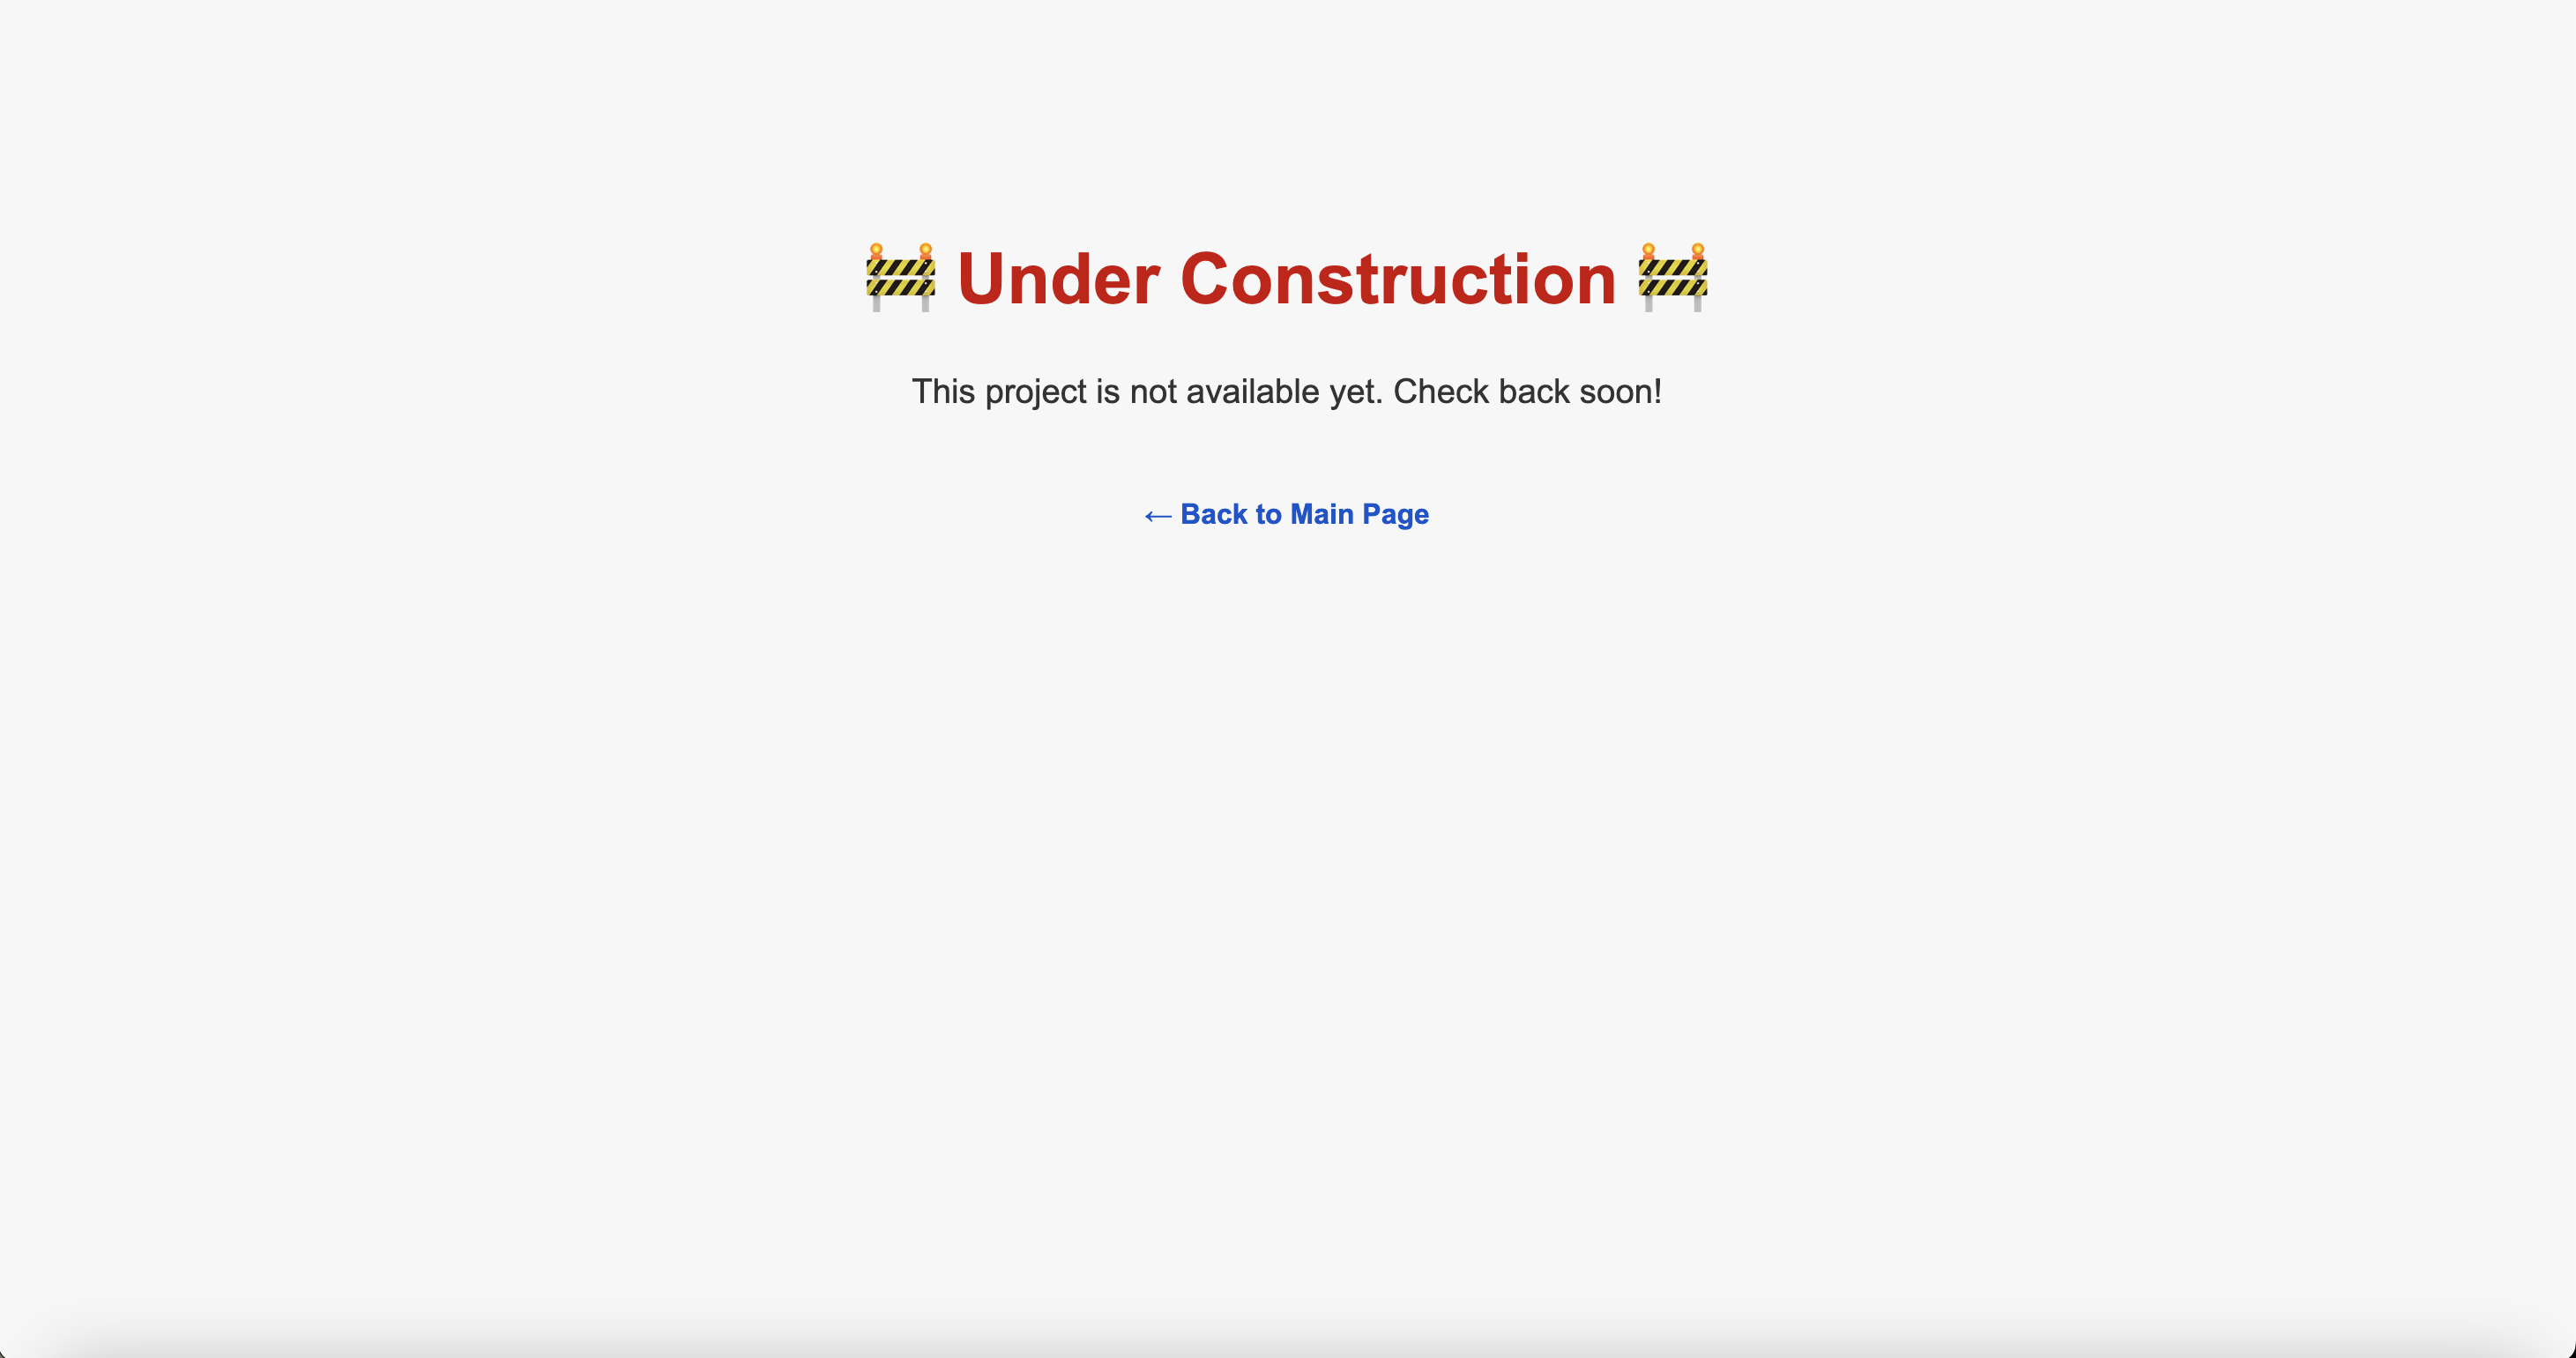 🚧 Under Construction 🚧
This project is not available yet. Check back soon!
← Back to Main Page